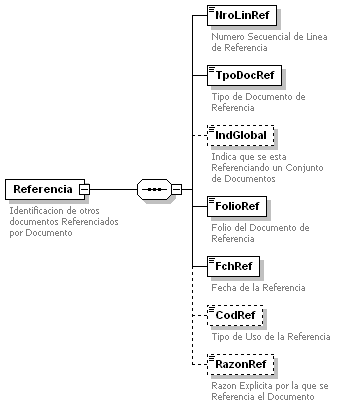 NroLinRef
Numero Secuencial de Linea de
Referencia
TpoDocRef
Tipo de Documento de
Referencia
IndGlobal
Indica que se esta
Referenciando un Conjunto
de Documentos
Referencia
Identificacion de otros
documentos Referenciados
por Documento
FolioRef
Folio del Documento de
Referencia
FchRef
Fecha de la Referencia
CodRef
Tipo de Uso de la Referencia
RazonRef
Razon Explicita por la que se
Referencia el Documento